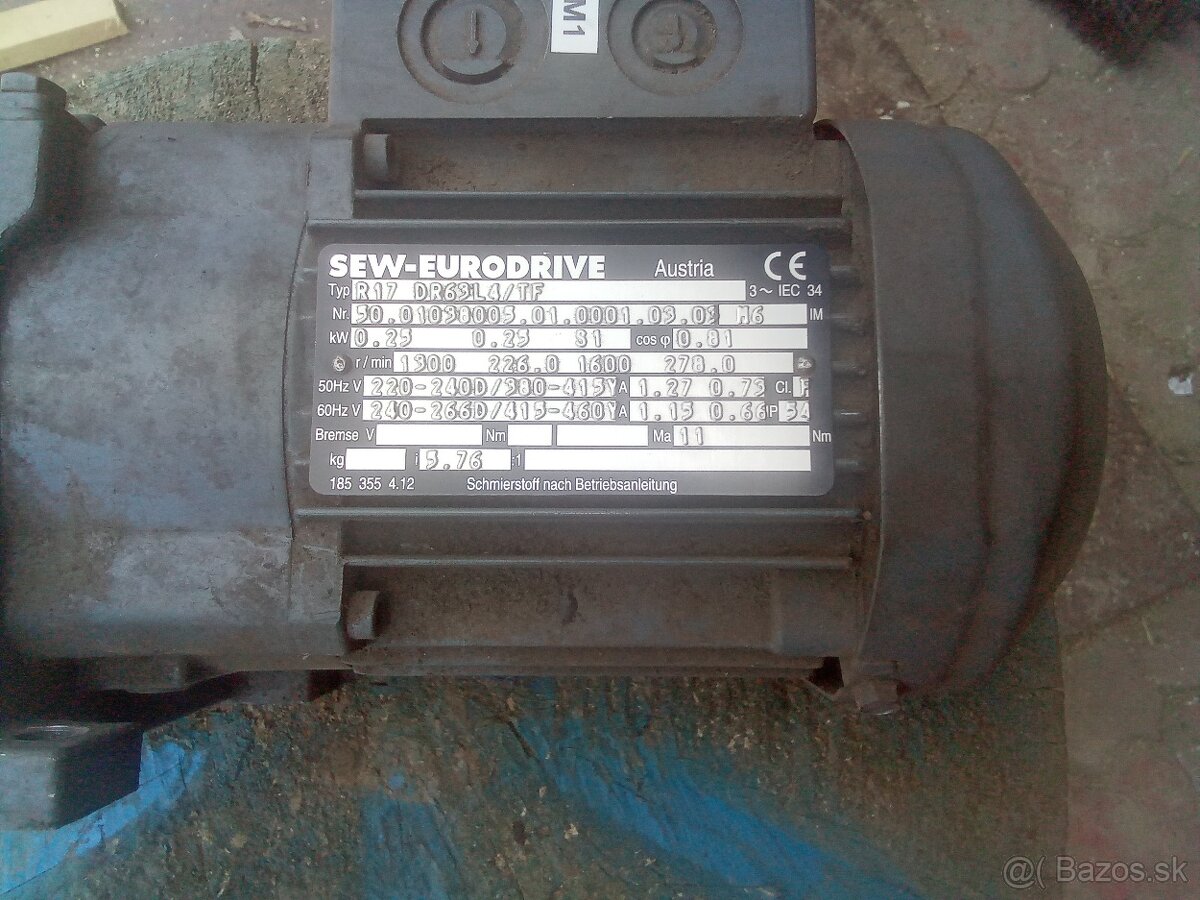 M1
SEW-EURODRIVE Austria CE
Typ R17 DR63L4/TF 3~ IEC 34
Nr. 50.01038005.01.0001.03.03 M6 IM
kW 0.25 0.25 S1 cos φ 0.81
r/min 1300 226.0 1600 278.0
50Hz V 220-240D/380-415Y A 1.27 0.73 Cl. F
60Hz V 240-266D/415-460Y A 1.15 0.66 IP 54
Bremse V Nm Ma 11 Nm
kg i 5.76 :1
185 355 4.12 Schmierstoff nach Betriebsanleitung
@( Bazos.sk